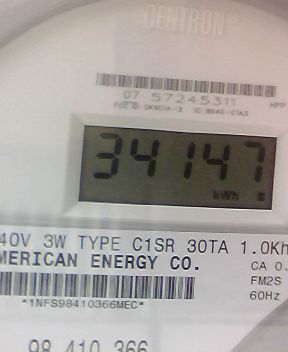 CENTRON®
07 57245311
34147
kWh
40V 3W TYPE C1SR 30TA 1.0Kh
MERICAN ENERGY CO.
CA 0.
FM2S
60Hz
*1NFS98410366MEC*
98 410 366